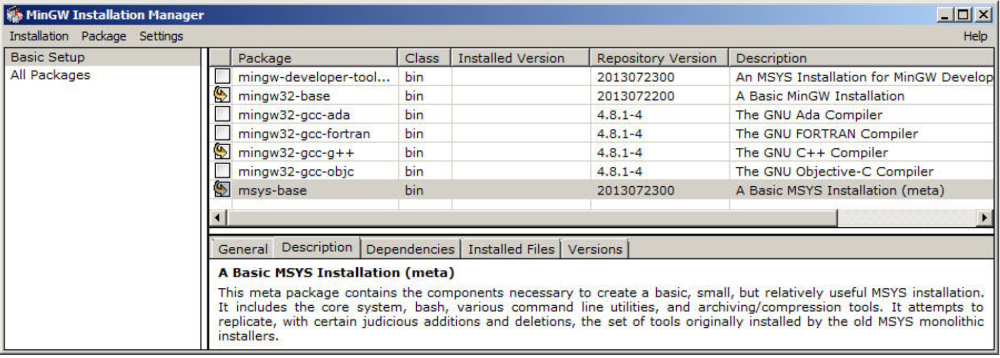 MinGW Installation Manager
Installation Package Settings Help
Basic Setup
All Packages
Package Class Installed Version Repository Version Description
mingw-developer-tool... bin 2013072300 An MSYS Installation for MinGW Develop
mingw32-base bin 2013072200 A Basic MinGW Installation
mingw32-gcc-ada bin 4.8.1-4 The GNU Ada Compiler
mingw32-gcc-fortran bin 4.8.1-4 The GNU FORTRAN Compiler
mingw32-gcc-g++ bin 4.8.1-4 The GNU C++ Compiler
mingw32-gcc-objc bin 4.8.1-4 The GNU Objective-C Compiler
msys-base bin 2013072300 A Basic MSYS Installation (meta)
General Description Dependencies Installed Files Versions
A Basic MSYS Installation (meta)
This meta package contains the components necessary to create a basic, small, but relatively useful MSYS installation.
It includes the core system, bash, various command line utilities, and archiving/compression tools. It attempts to
replicate, with certain judicious additions and deletions, the set of tools originally installed by the old MSYS monolithic
installers.